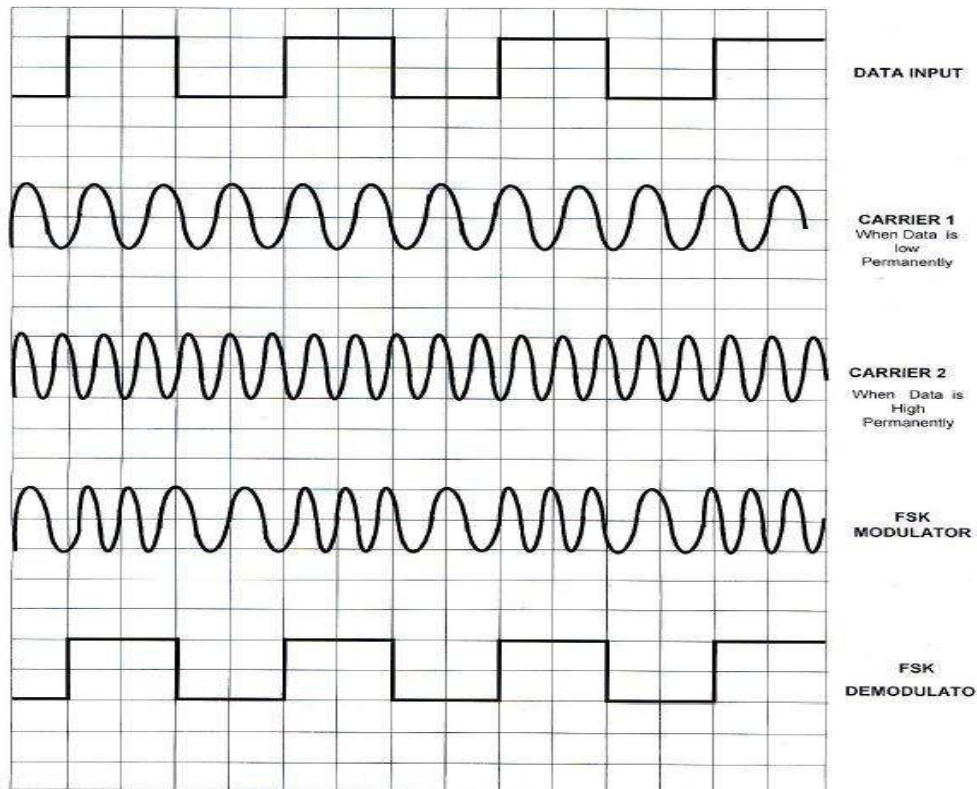 DATA INPUT
CARRIER 1
When Data is
low
Permanently
CARRIER 2
When Data is
High
Permanently
FSK
MODULATOR
FSK
DEMODULATO